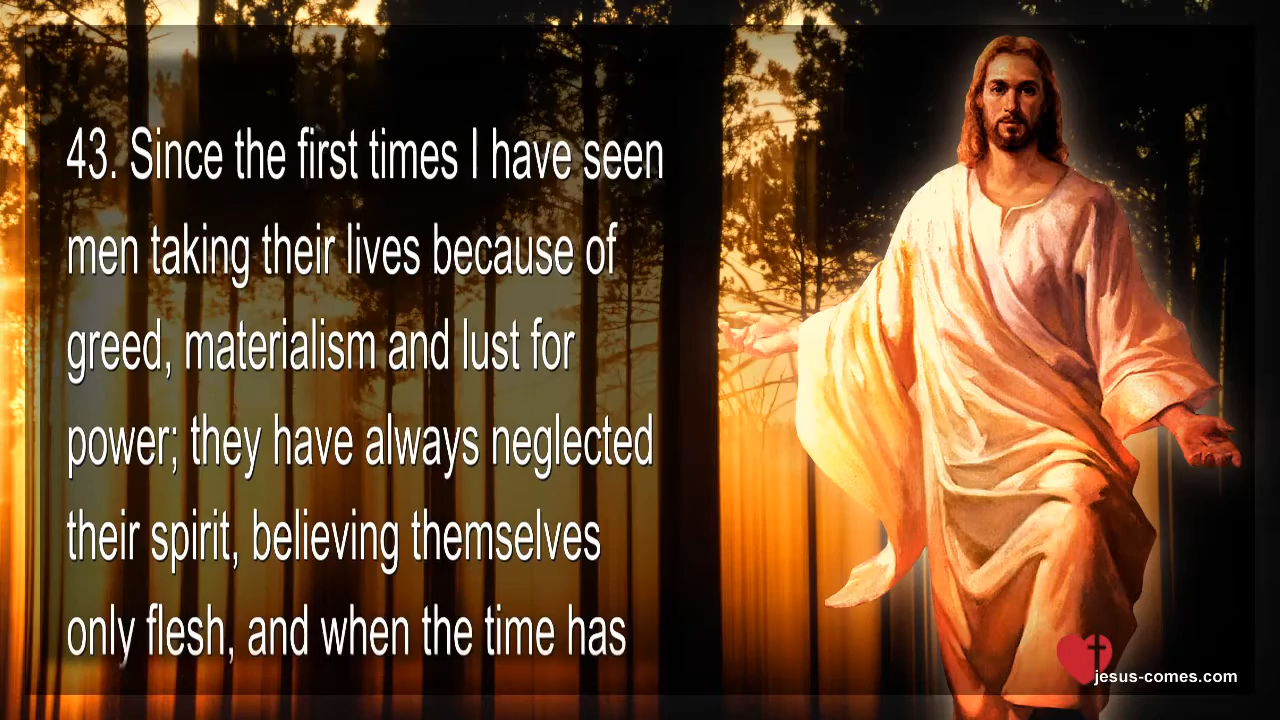 43. Since the first times I have seen
men taking their lives because of
greed, materialism and lust for
power; they have always neglected
their spirit, believing themselves
only flesh, and when the time has
jesus-comes.com